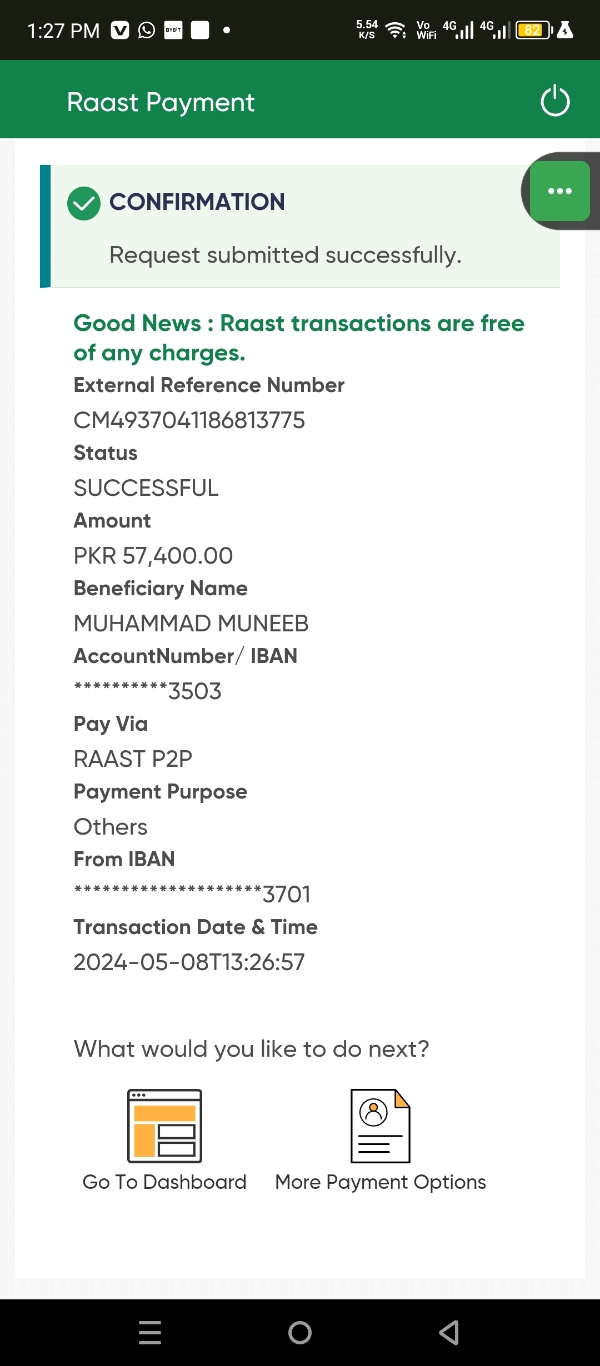 1:27 PM
BYBIT
5.54
K/S
Vo
WiFi
4G
4G
82
Raast Payment
CONFIRMATION
Request submitted successfully.
Good News : Raast transactions are free
of any charges.
External Reference Number
CM4937041186813775
Status
SUCCESSFUL
Amount
PKR 57,400.00
Beneficiary Name
MUHAMMAD MUNEEB
AccountNumber/ IBAN
**********3503
Pay Via
RAAST P2P
Payment Purpose
Others
From IBAN
********************3701
Transaction Date & Time
2024-05-08T13:26:57
What would you like to do next?
Go To Dashboard
More Payment Options